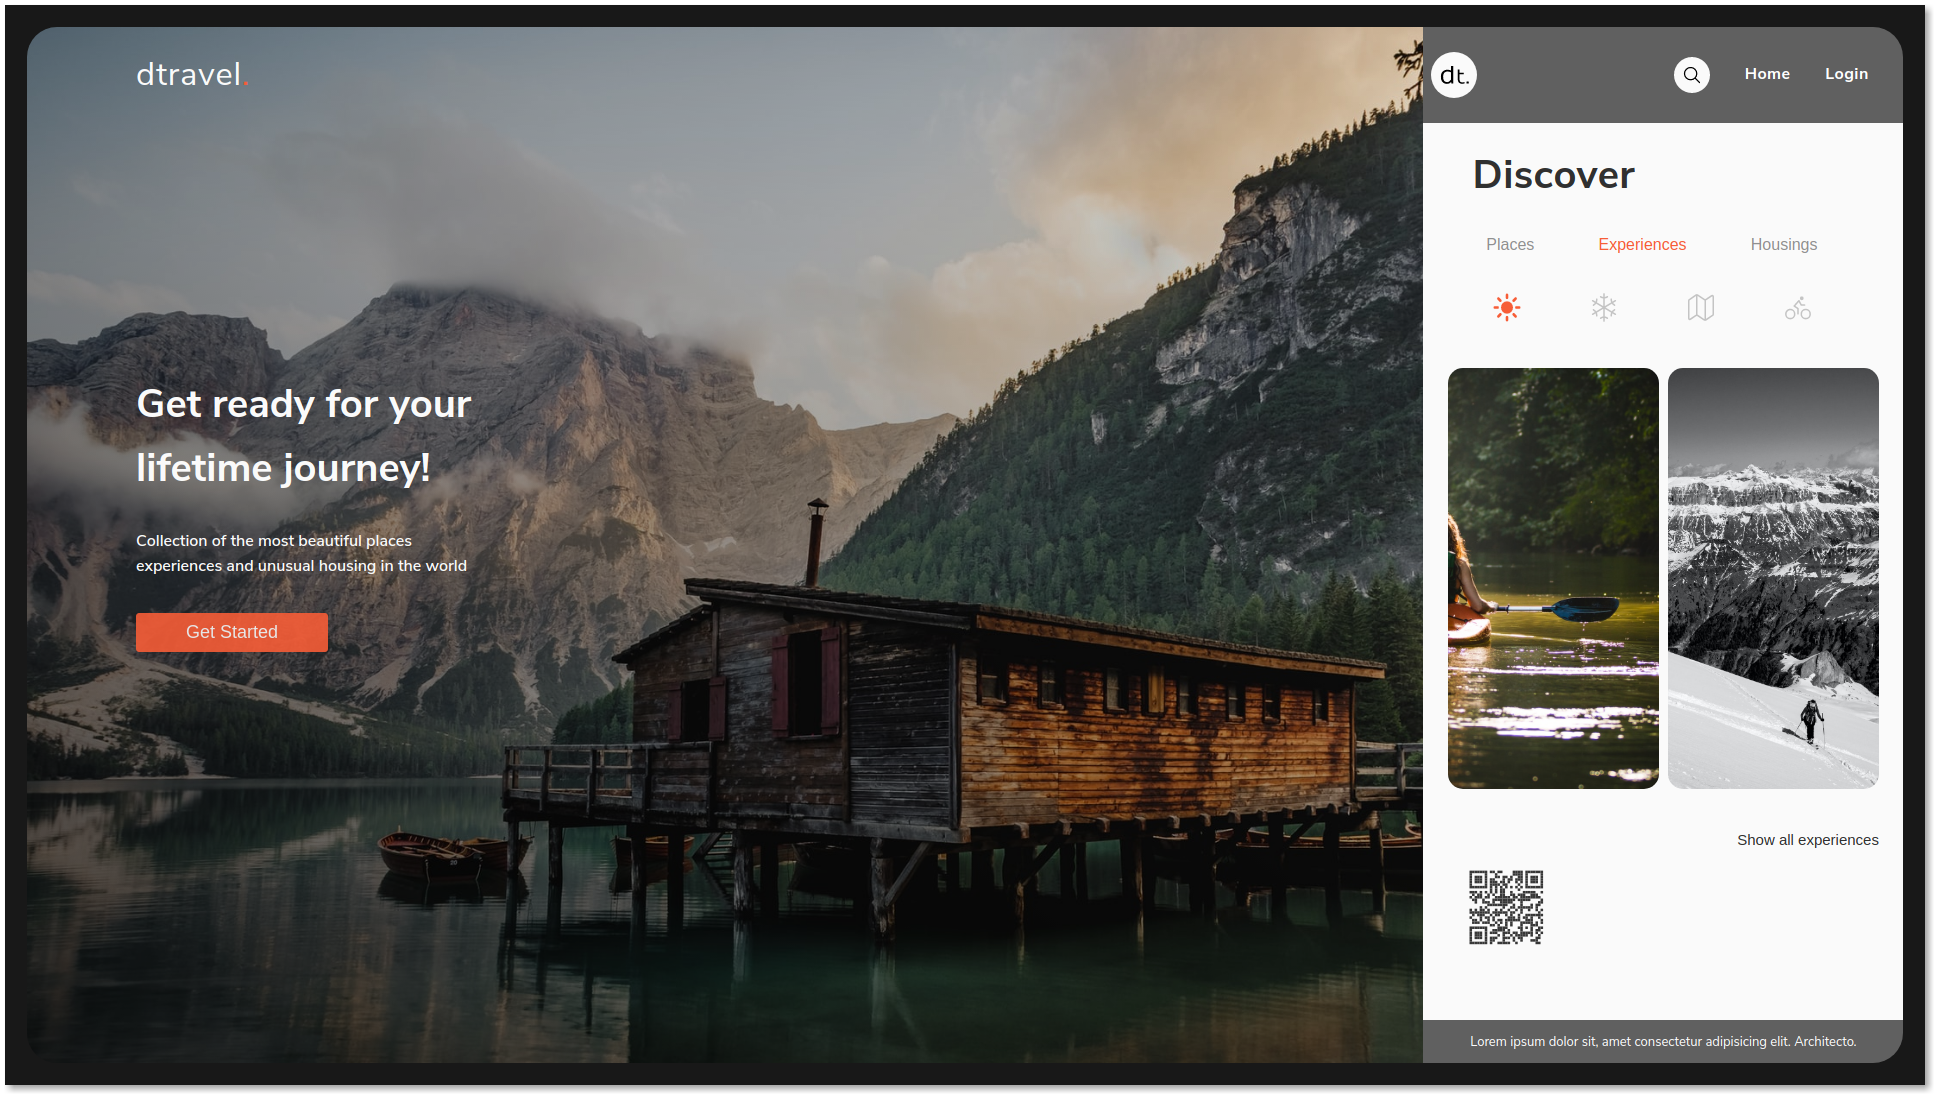 dtravel.
Get ready for your
lifetime journey!
Collection of the most beautiful places
experiences and unusual housing in the world
Get Started
dt.
Home
Login
Discover
Places
Experiences
Housings
Show all experiences
Lorem ipsum dolor sit, amet consectetur adipisicing elit. Architecto.